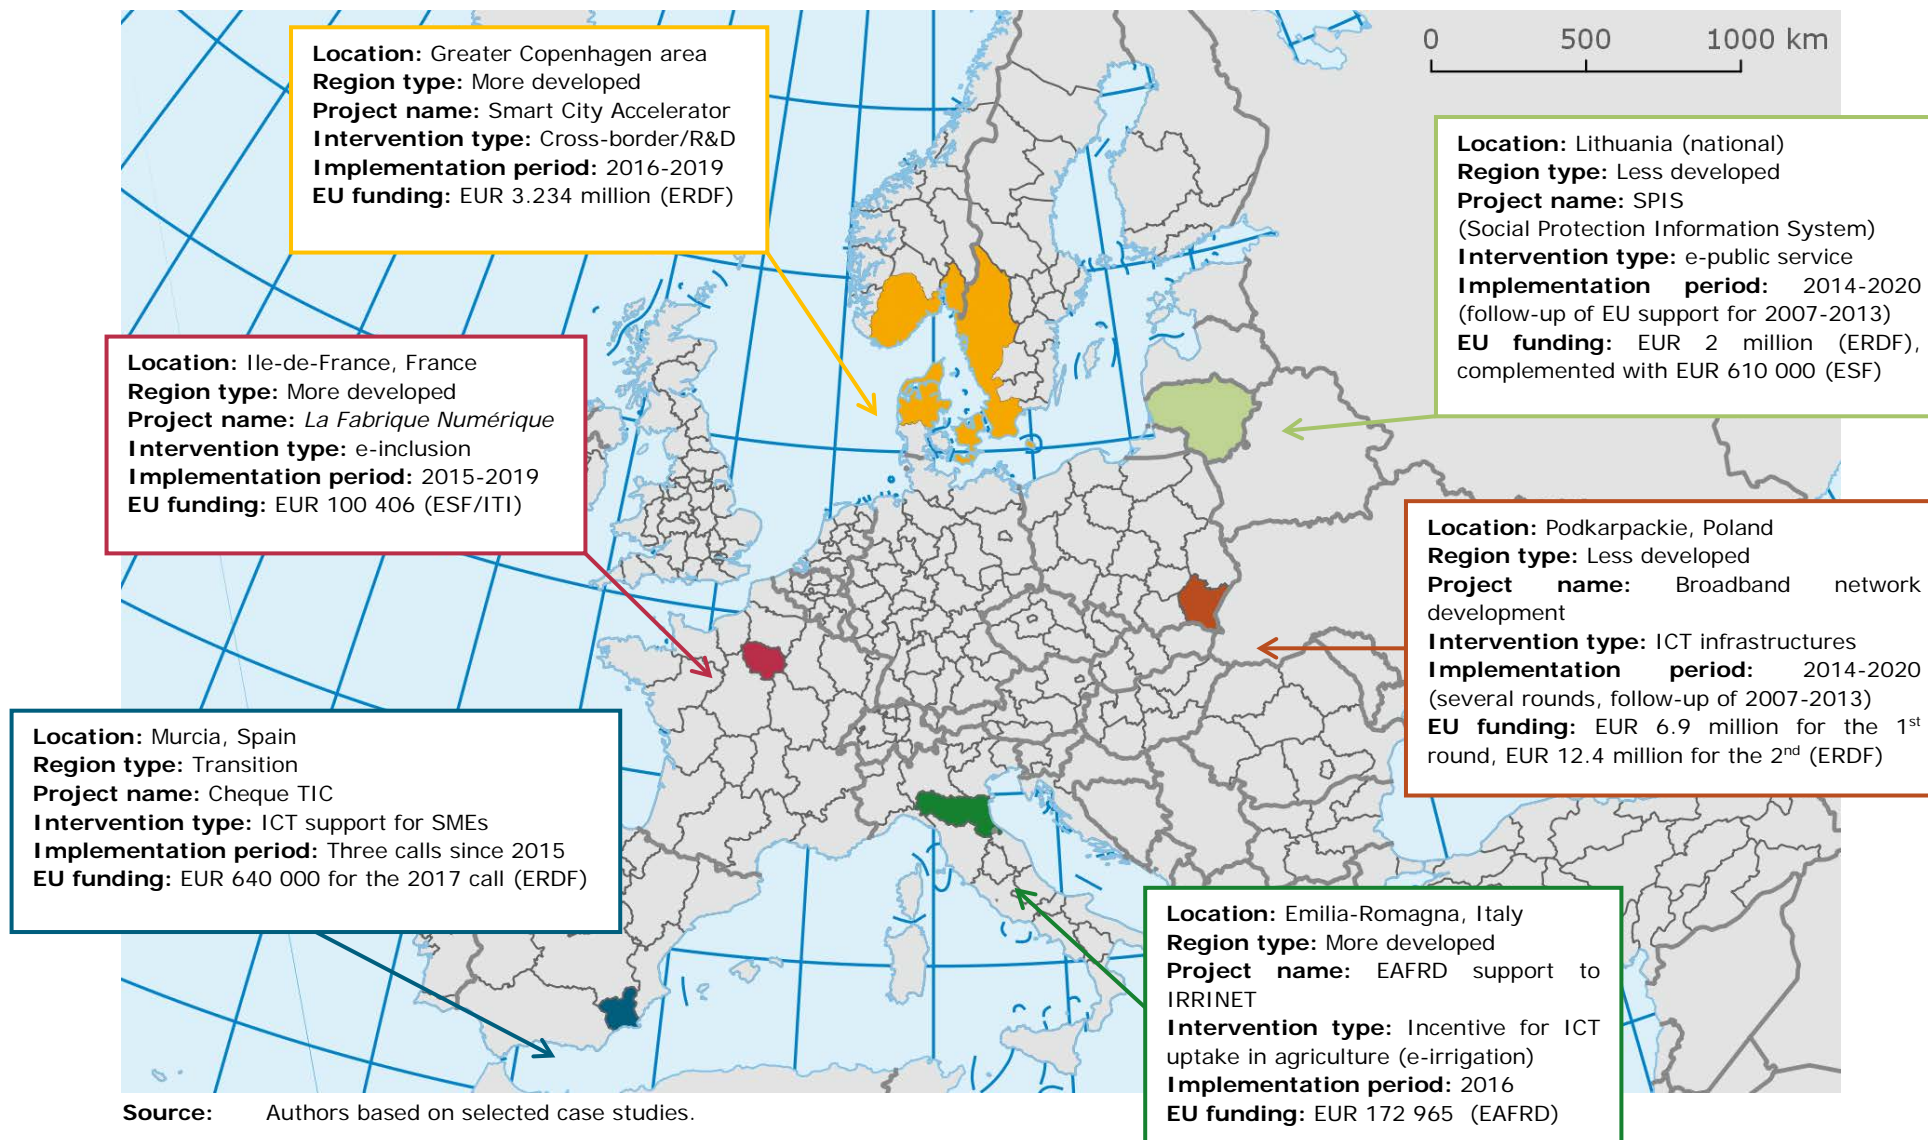 0 500 1000 km
Location: Greater Copenhagen area
Region type: More developed
Project name: Smart City Accelerator
Intervention type: Cross-border/R&D
Implementation period: 2016-2019
EU funding: EUR 3.234 million (ERDF)
Location: Lithuania (national)
Region type: Less developed
Project name: SPIS
(Social Protection Information System)
Intervention type: e-public service
Implementation period: 2014-2020
(follow-up of EU support for 2007-2013)
EU funding: EUR 2 million (ERDF),
complemented with EUR 610 000 (ESF)
Location: Ile-de-France, France
Region type: More developed
Project name: La Fabrique Numérique
Intervention type: e-inclusion
Implementation period: 2015-2019
EU funding: EUR 100 406 (ESF/ITI)
Location: Podkarpackie, Poland
Region type: Less developed
Project name: Broadband network
development
Intervention type: ICT infrastructures
Implementation period: 2014-2020
(several rounds, follow-up of 2007-2013)
EU funding: EUR 6.9 million for the 1st
round, EUR 12.4 million for the 2nd (ERDF)
Location: Murcia, Spain
Region type: Transition
Project name: Cheque TIC
Intervention type: ICT support for SMEs
Implementation period: Three calls since 2015
EU funding: EUR 640 000 for the 2017 call (ERDF)
Location: Emilia-Romagna, Italy
Region type: More developed
Project name: EAFRD support to
IRRINET
Intervention type: Incentive for ICT
uptake in agriculture (e-irrigation)
Implementation period: 2016
EU funding: EUR 172 965 (EAFRD)
Source: Authors based on selected case studies.